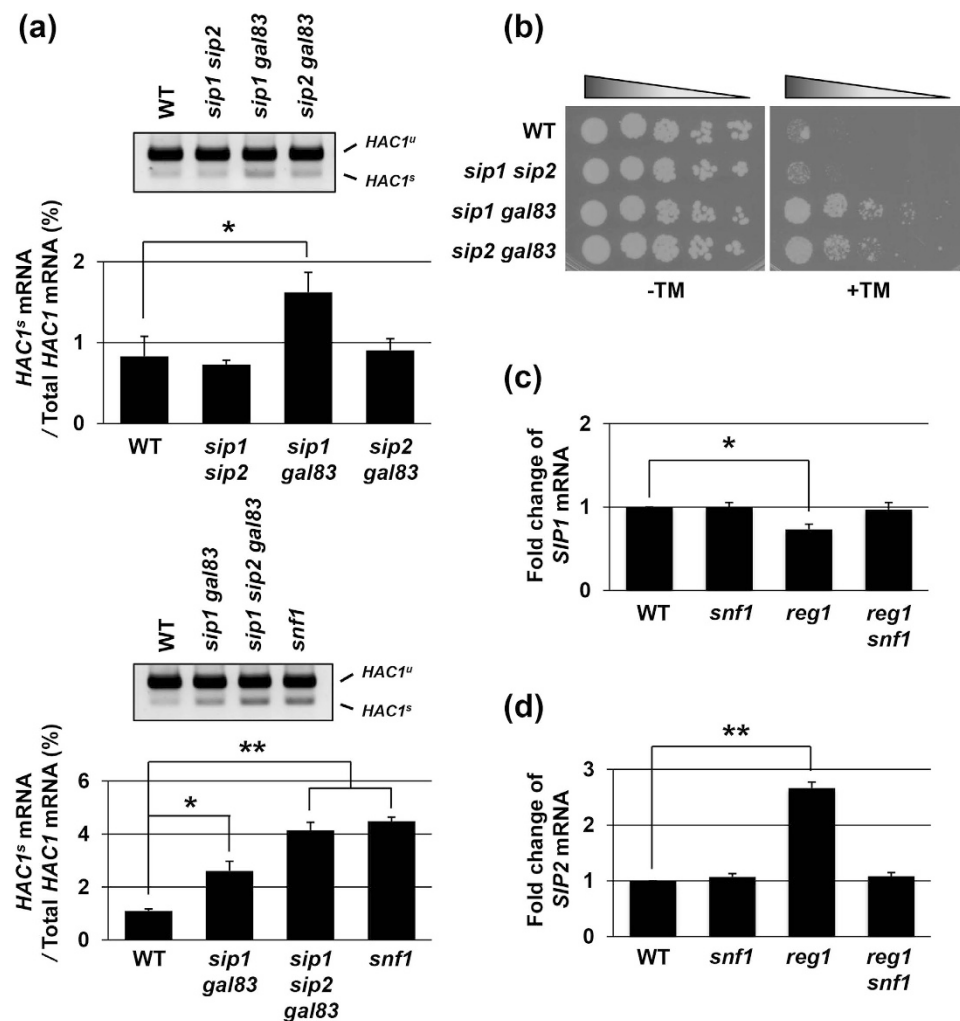 (a)
WT
sip1 sip2
sip1 gal83
sip2 gal83
HAC1ᵘ
HAC1ˢ
*
HAC1ˢ mRNA
/ Total HAC1 mRNA (%)
2
1
0
WT
sip1
sip2
sip1
gal83
sip2
gal83
WT
sip1 gal83
sip1 sip2 gal83
snf1
HAC1ᵘ
HAC1ˢ
**
*
HAC1ˢ mRNA
/ Total HAC1 mRNA (%)
6
4
2
0
WT
sip1
gal83
sip1
sip2
gal83
snf1
(b)
WT
sip1 sip2
sip1 gal83
sip2 gal83
-TM
+TM
(c)
*
Fold change of
SIP1 mRNA
2
1
0
WT
snf1
reg1
reg1
snf1
(d)
**
Fold change of
SIP2 mRNA
3
2
1
0
WT
snf1
reg1
reg1
snf1